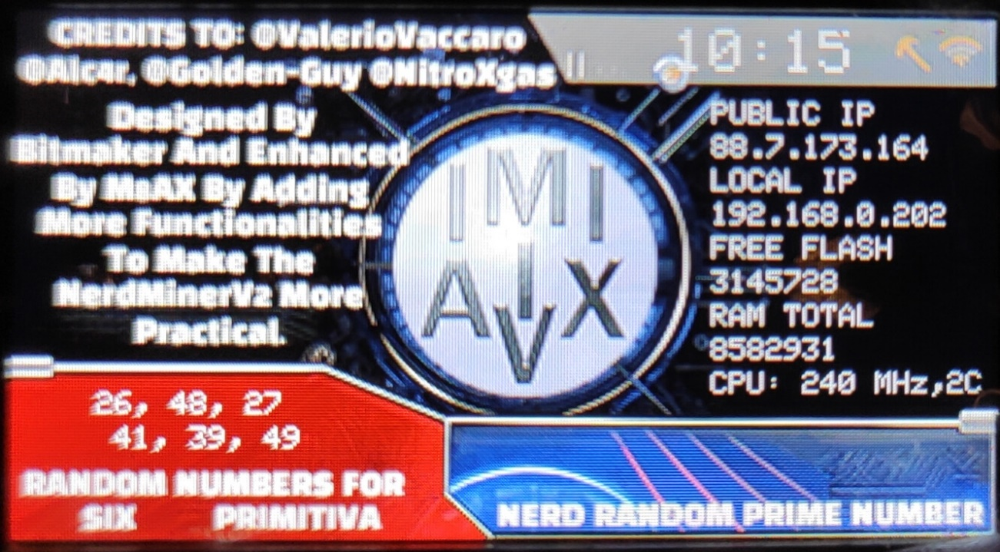 CREDITS TO: @ValerioVaccaro
@Alc4r, @Golden-Guy @NitroXgas
Designed By
Bitmaker And Enhanced
By MaAX By Adding
More Functionalities
To Make The
NerdMinerV2 More
Practical.
10:15
PUBLIC IP
88.7.173.164
LOCAL IP
192.168.0.202
FREE FLASH
3145728
RAM TOTAL
8582931
CPU: 240 MHz,2C
I M I
A I X
V
26, 48, 27
41, 39, 49
RANDOM NUMBERS FOR
SIX PRIMITIVA
NERD RANDOM PRIME NUMBER